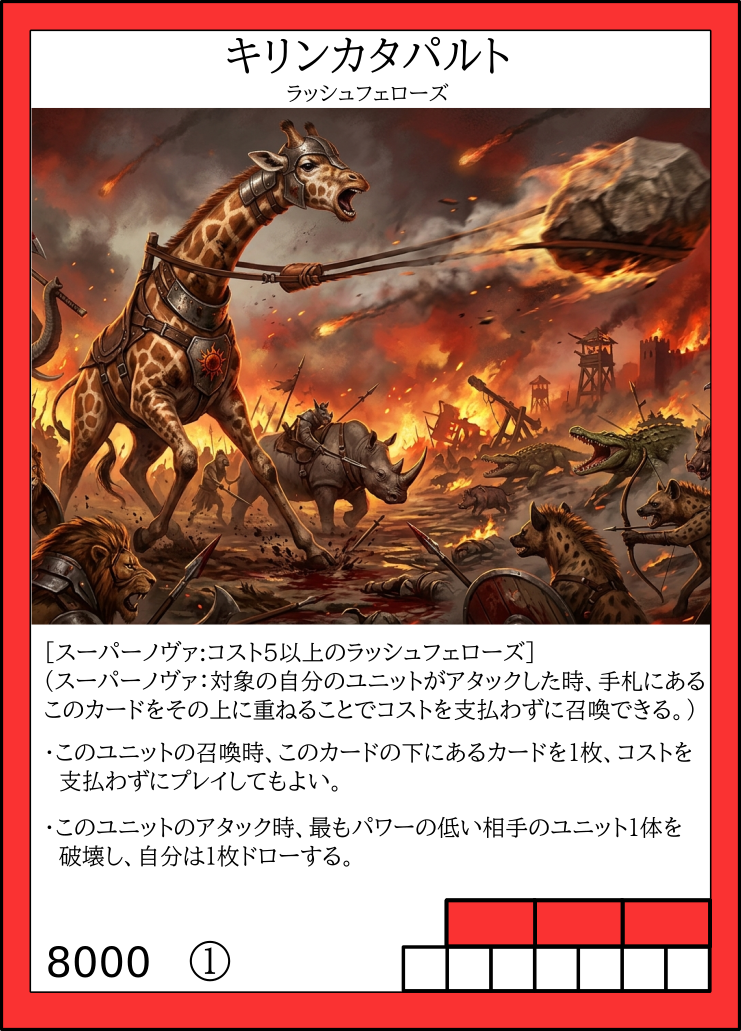 キリンカタパルト
ラッシュフェローズ
[スーパーノヴァ:コスト5以上のラッシュフェローズ]
(スーパーノヴァ:対象の自分のユニットがアタックした時、手札にある
このカードをその上に重ねることでコストを支払わずに召喚できる。)
・このユニットの召喚時、このカードの下にあるカードを1枚、コストを
支払わずにプレイしてもよい。
・このユニットのアタック時、最もパワーの低い相手のユニット1体を
破壊し、自分は1枚ドローする。
8000 ①